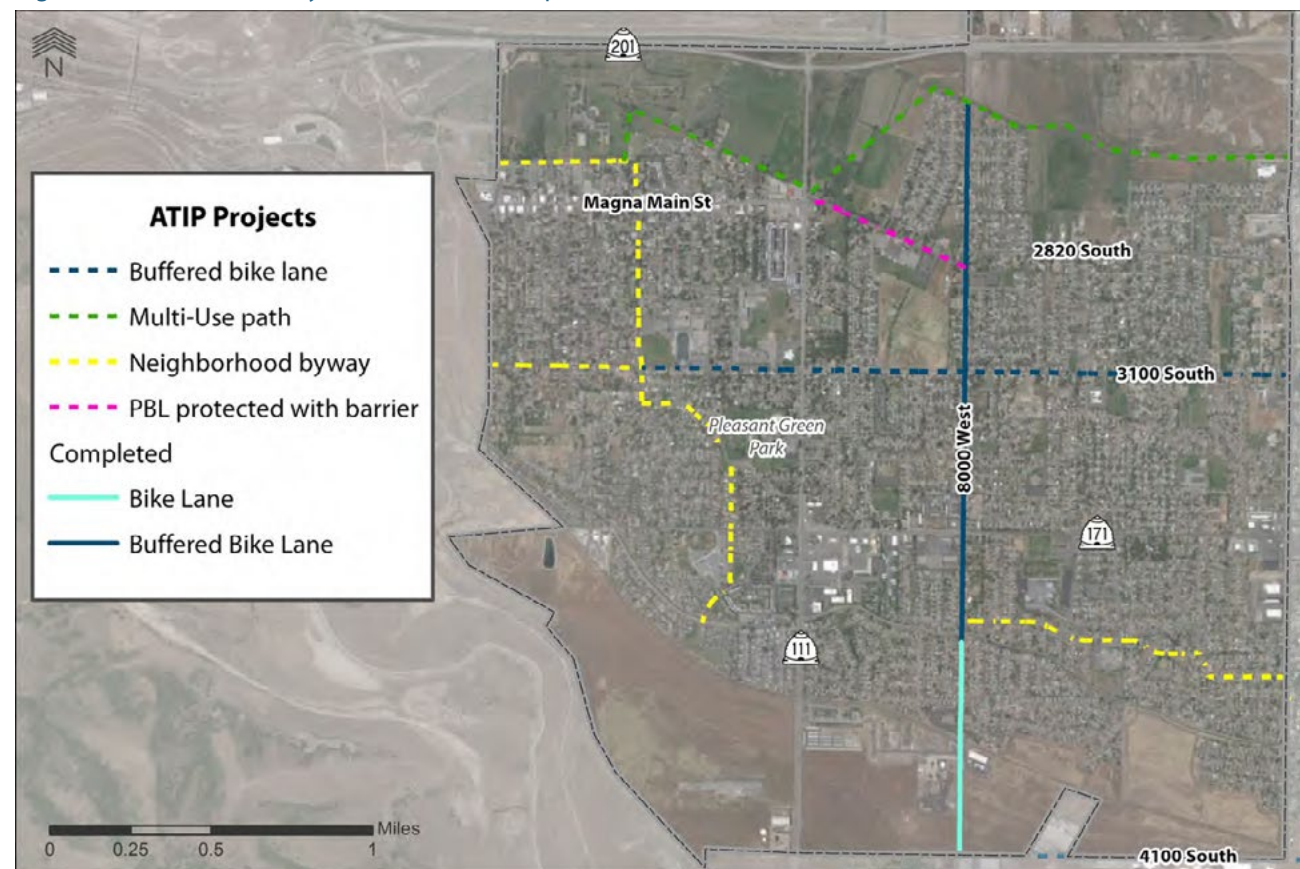 N
201
ATIP Projects
Buffered bike lane
Multi-Use path
Neighborhood byway
PBL protected with barrier
Completed
Bike Lane
Buffered Bike Lane
Magna Main St
2820 South
3100 South
Pleasant Green
Park
8000 West
171
111
Miles
0 0.25 0.5 1
4100 South